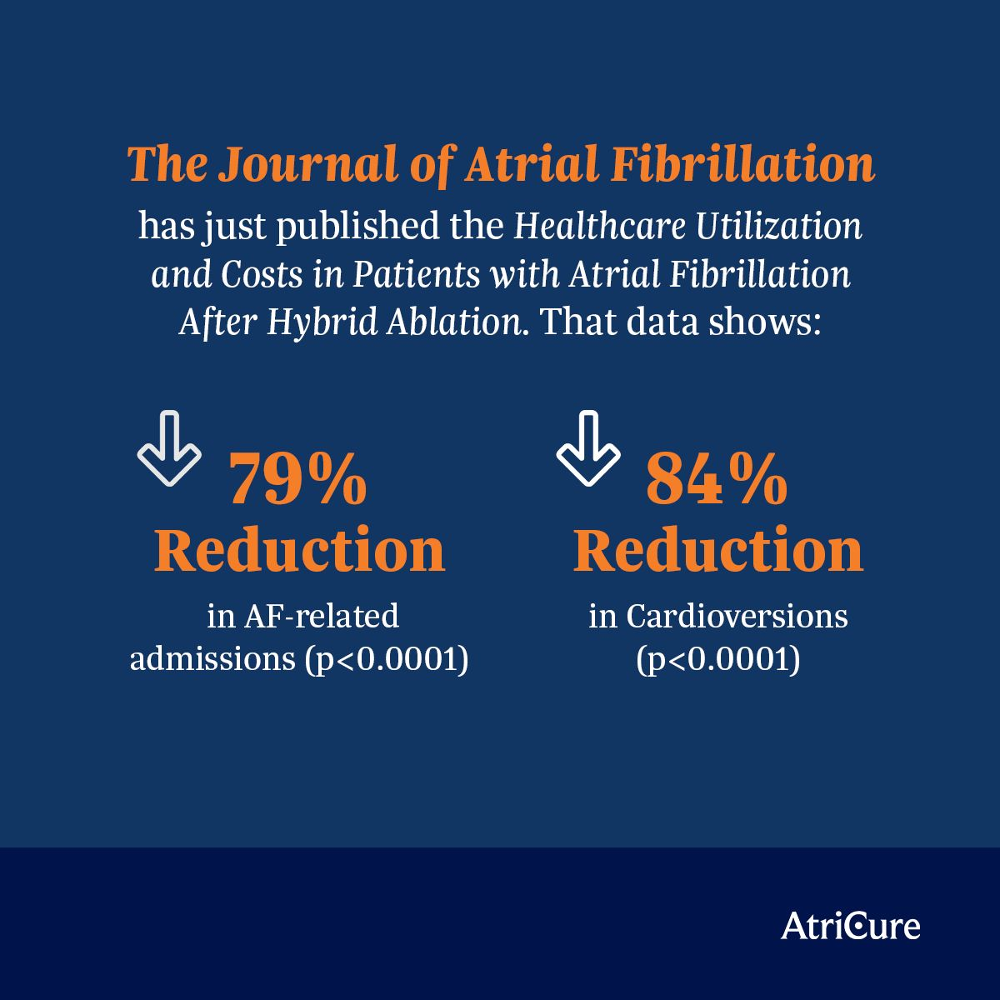 The Journal of Atrial Fibrillation
has just published the Healthcare Utilization
and Costs in Patients with Atrial Fibrillation
After Hybrid Ablation. That data shows:
79%
Reduction
in AF-related
admissions (p<0.0001)
84%
Reduction
in Cardioversions
(p<0.0001)
AtriCure